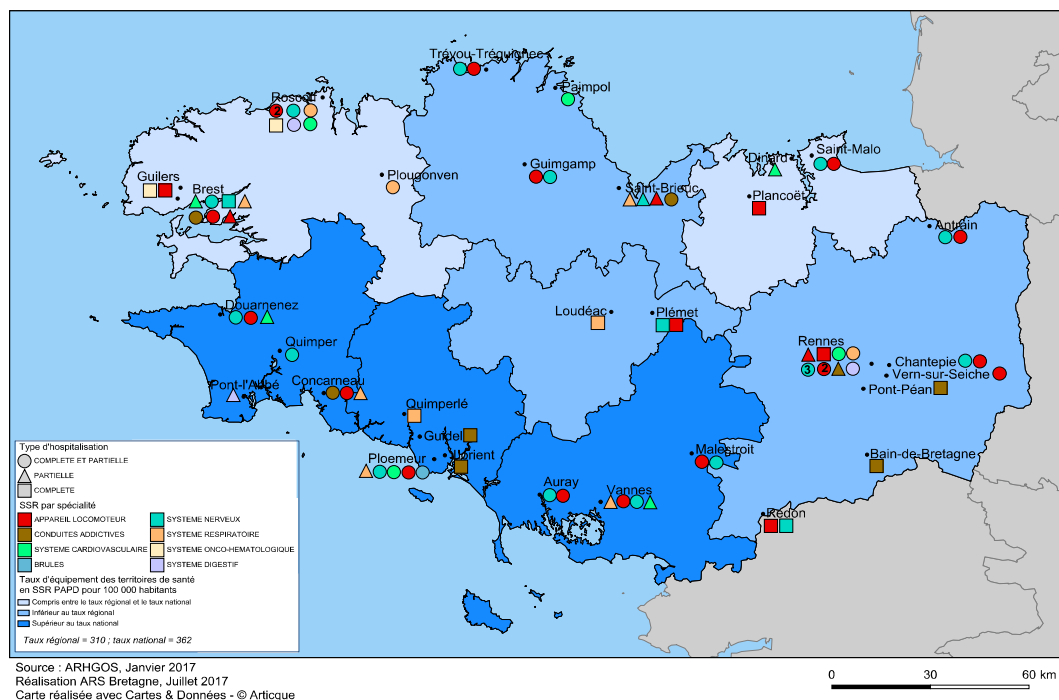 Trévou-Tréguignec
Paimpol
Roscoff
2
Guimgamp
Saint-Malo
Dinard
Plougonven
Guilers
Brest
Saint-Brieuc
Plancoët
Antrain
Douarnenez
Loudéac
Plémet
Rennes
3
2
Chantepie
Vern-sur-Seiche
Pont-Péan
Quimper
Concarneau
Pont-l'Abbé
Quimperlé
Guidel
Lorient
Ploemeur
Malestroit
Bain-de-Bretagne
Auray
Vannes
Redon
Type d'hospitalisation
COMPLETE ET PARTIELLE
PARTIELLE
COMPLETE
SSR par spécialité
APPAREIL LOCOMOTEUR
SYSTEME NERVEUX
CONDUITES ADDICTIVES
SYSTEME RESPIRATOIRE
SYSTEME CARDIOVASCULAIRE
SYSTEME ONCO-HEMATOLOGIQUE
BRULES
SYSTEME DIGESTIF
Taux d'équipement des territoires de santé
en SSR PAPD pour 100 000 habitants
Compris entre le taux régional et le taux national
Inférieur au taux régional
Supérieur au taux national
Taux régional = 310 ; taux national = 362
Source : ARHGOS, Janvier 2017
Réalisation ARS Bretagne, Juillet 2017
Carte réalisée avec Cartes & Données - © Articque
0 30 60 km